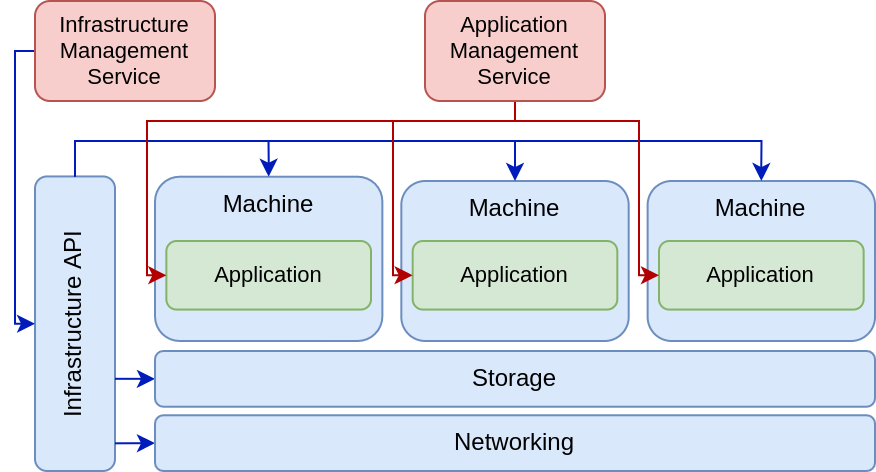 Infrastructure
Management
Service
Application
Management
Service
Machine
Machine
Machine
Application
Application
Application
Infrastructure API
Storage
Networking